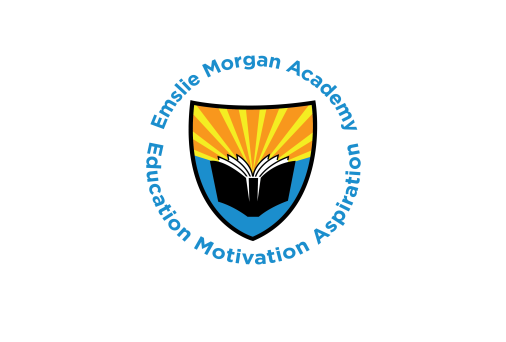 Emslie Morgan Academy
Education Motivation Aspiration